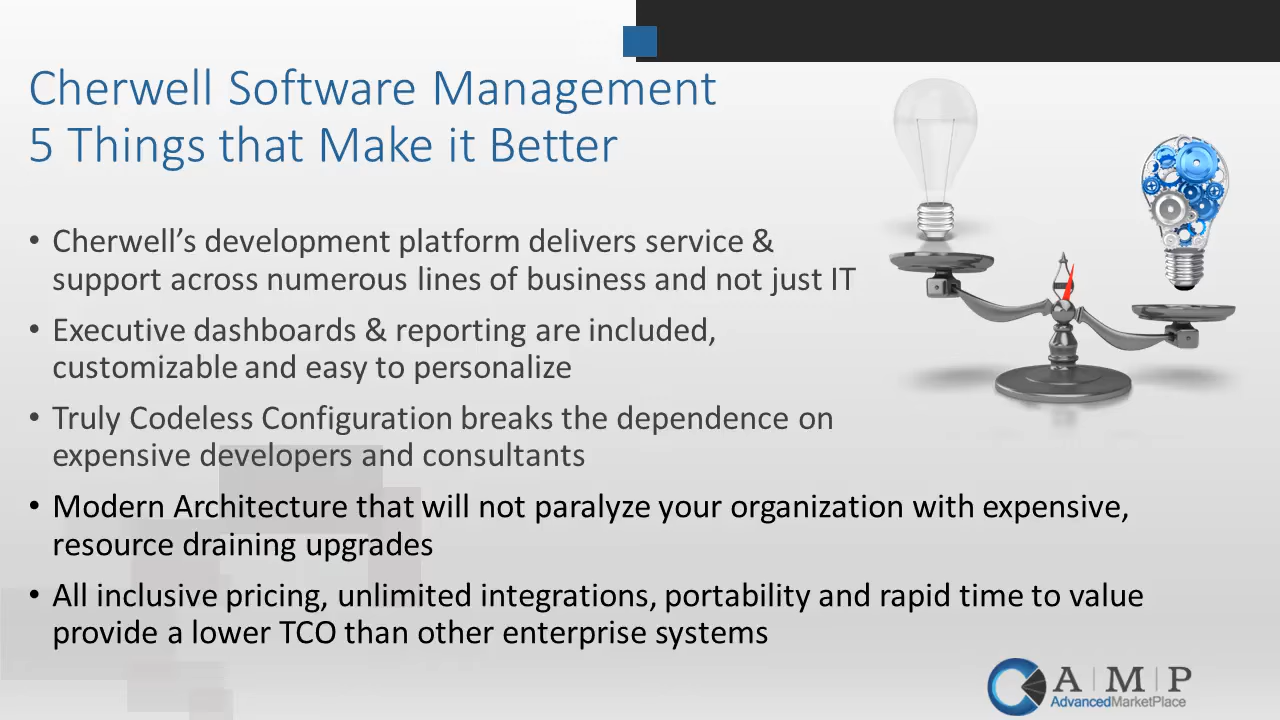 Cherwell Software Management
5 Things that Make it Better
• Cherwell’s development platform delivers service &
support across numerous lines of business and not just IT
• Executive dashboards & reporting are included,
customizable and easy to personalize
• Truly Codeless Configuration breaks the dependence on
expensive developers and consultants
• Modern Architecture that will not paralyze your organization with expensive,
resource draining upgrades
• All inclusive pricing, unlimited integrations, portability and rapid time to value
provide a lower TCO than other enterprise systems
A | M | P
AdvancedMarketPlace